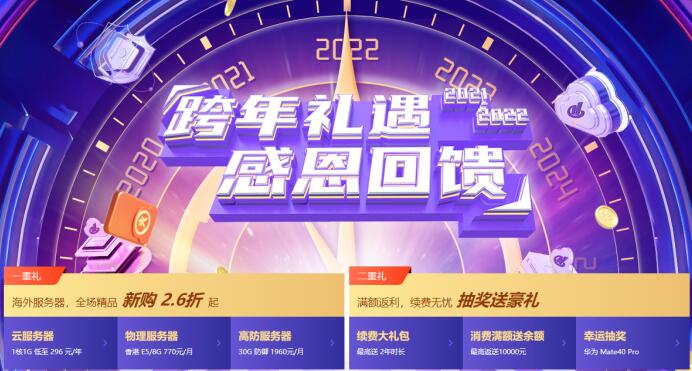 2020
2021
2022
2023
2024
跨年礼遇
2021
2022
感恩回馈
一重礼
海外服务器，全场精品 新购 2.6折 起
云服务器
1核1G 低至 296 元/年
物理服务器
香港 E5/8G 770元/月
高防服务器
30G 防御 1960元/月
二重礼
满额返利，续费无忧 抽奖送豪礼
续费大礼包
最高送 2年时长
消费满额送余额
最高返送10000元
幸运抽奖
华为 Mate40 Pro